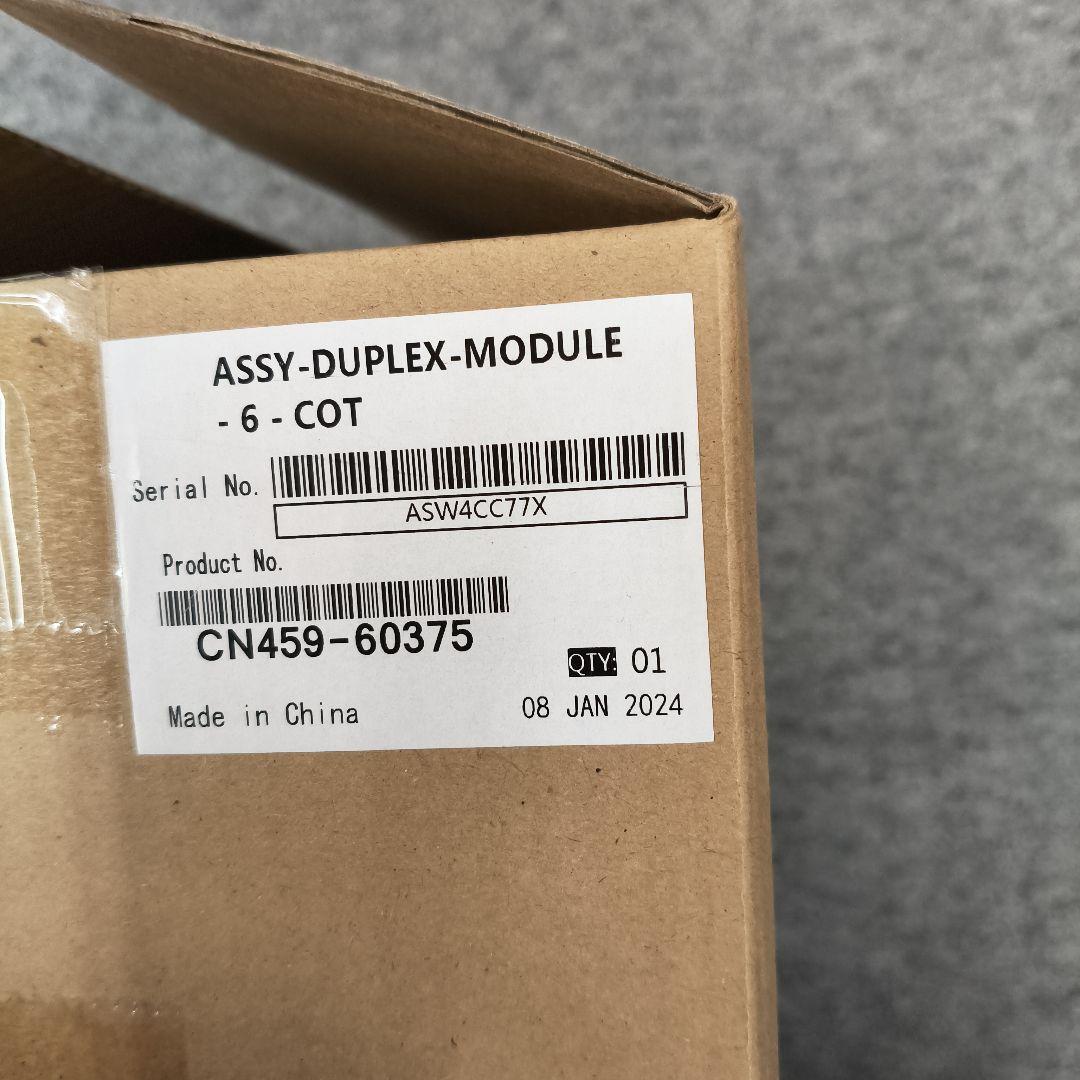 ASSY-DUPLEX-MODULE
- 6 - COT
Serial No.
ASW4CC77X
Product No.
CN459-60375
QTY: 01
Made in China
08 JAN 2024